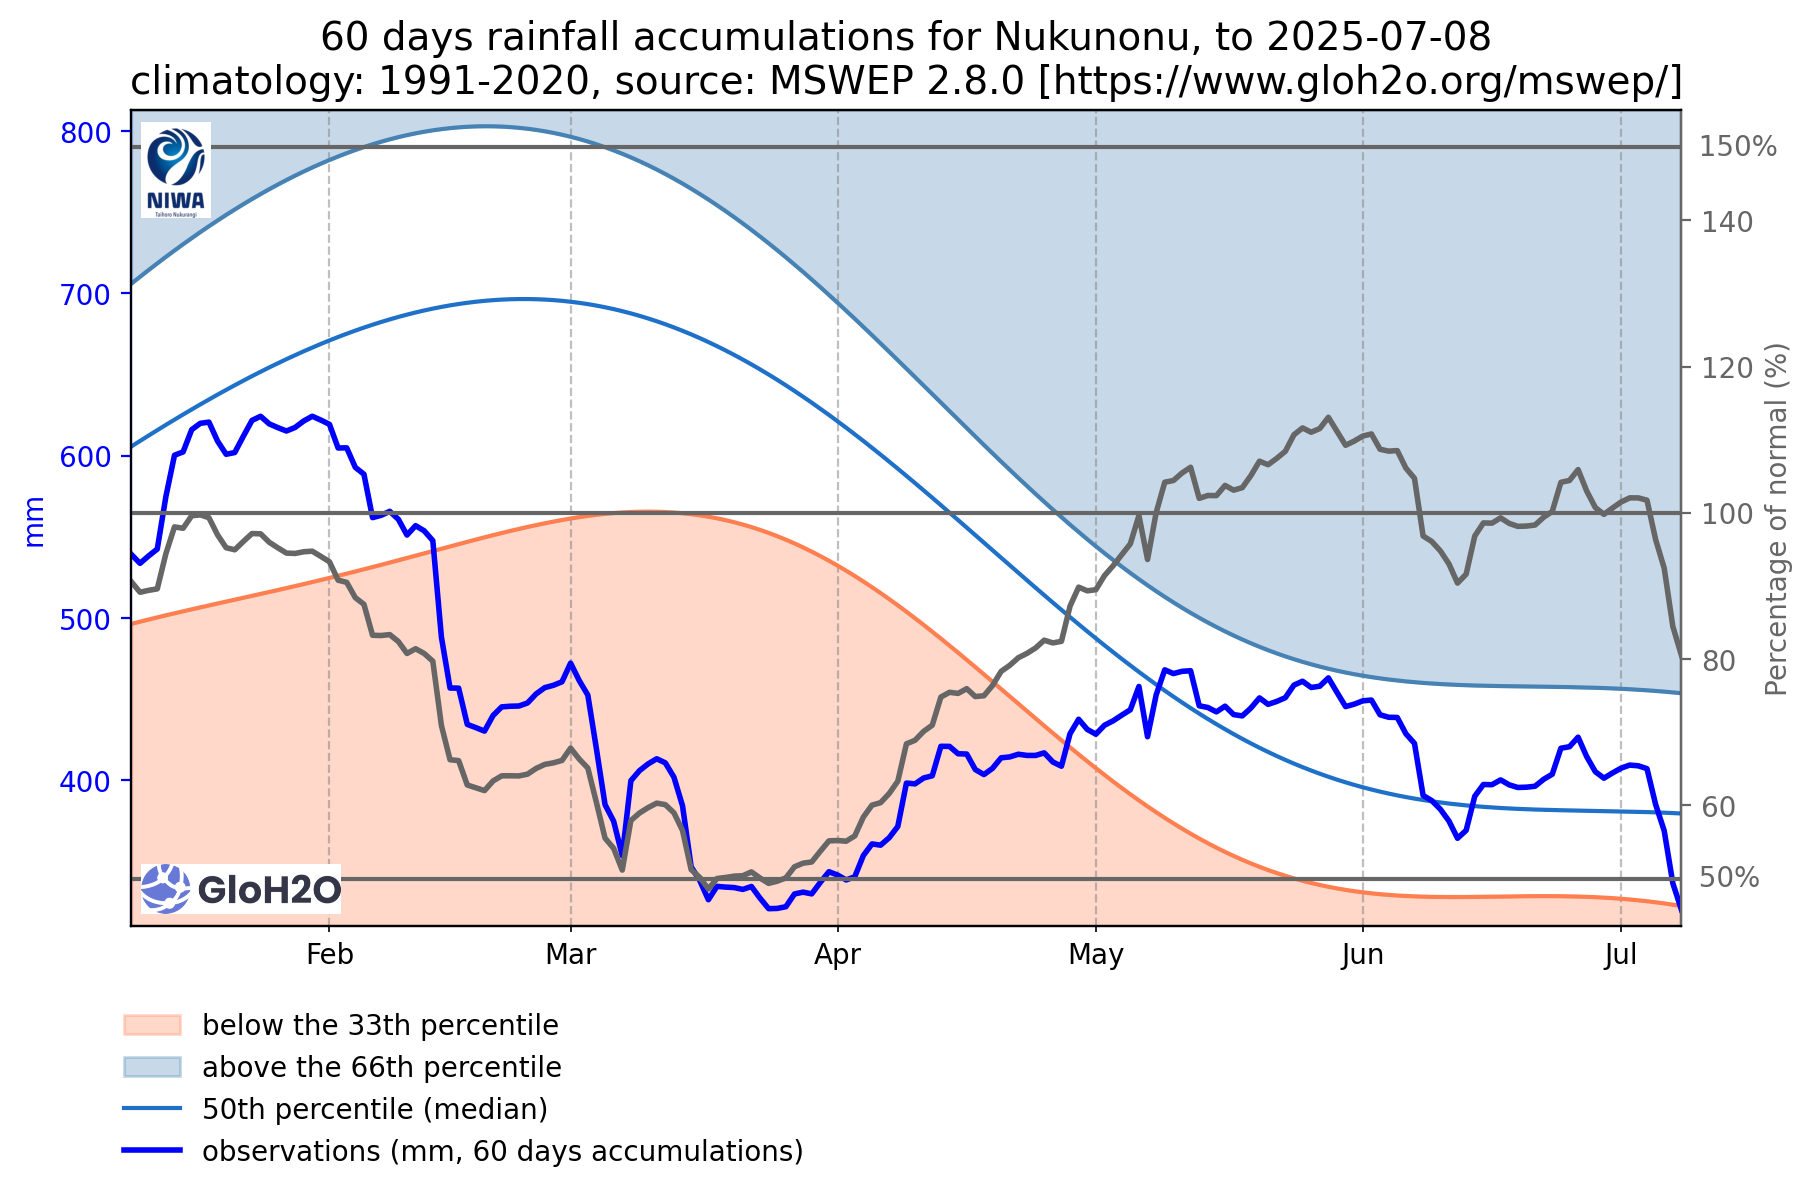 60 days rainfall accumulations for Nukunonu, to 2025-07-08
climatology: 1991-2020, source: MSWEP 2.8.0 [https://www.gloh2o.org/mswep/]
800
700
600
500
400
mm
NIWA
Taihoro Nukurangi
GloH2O
150%
140
120
100
80
60
50%
Percentage of normal (%)
Feb
Mar
Apr
May
Jun
Jul
below the 33th percentile
above the 66th percentile
50th percentile (median)
observations (mm, 60 days accumulations)